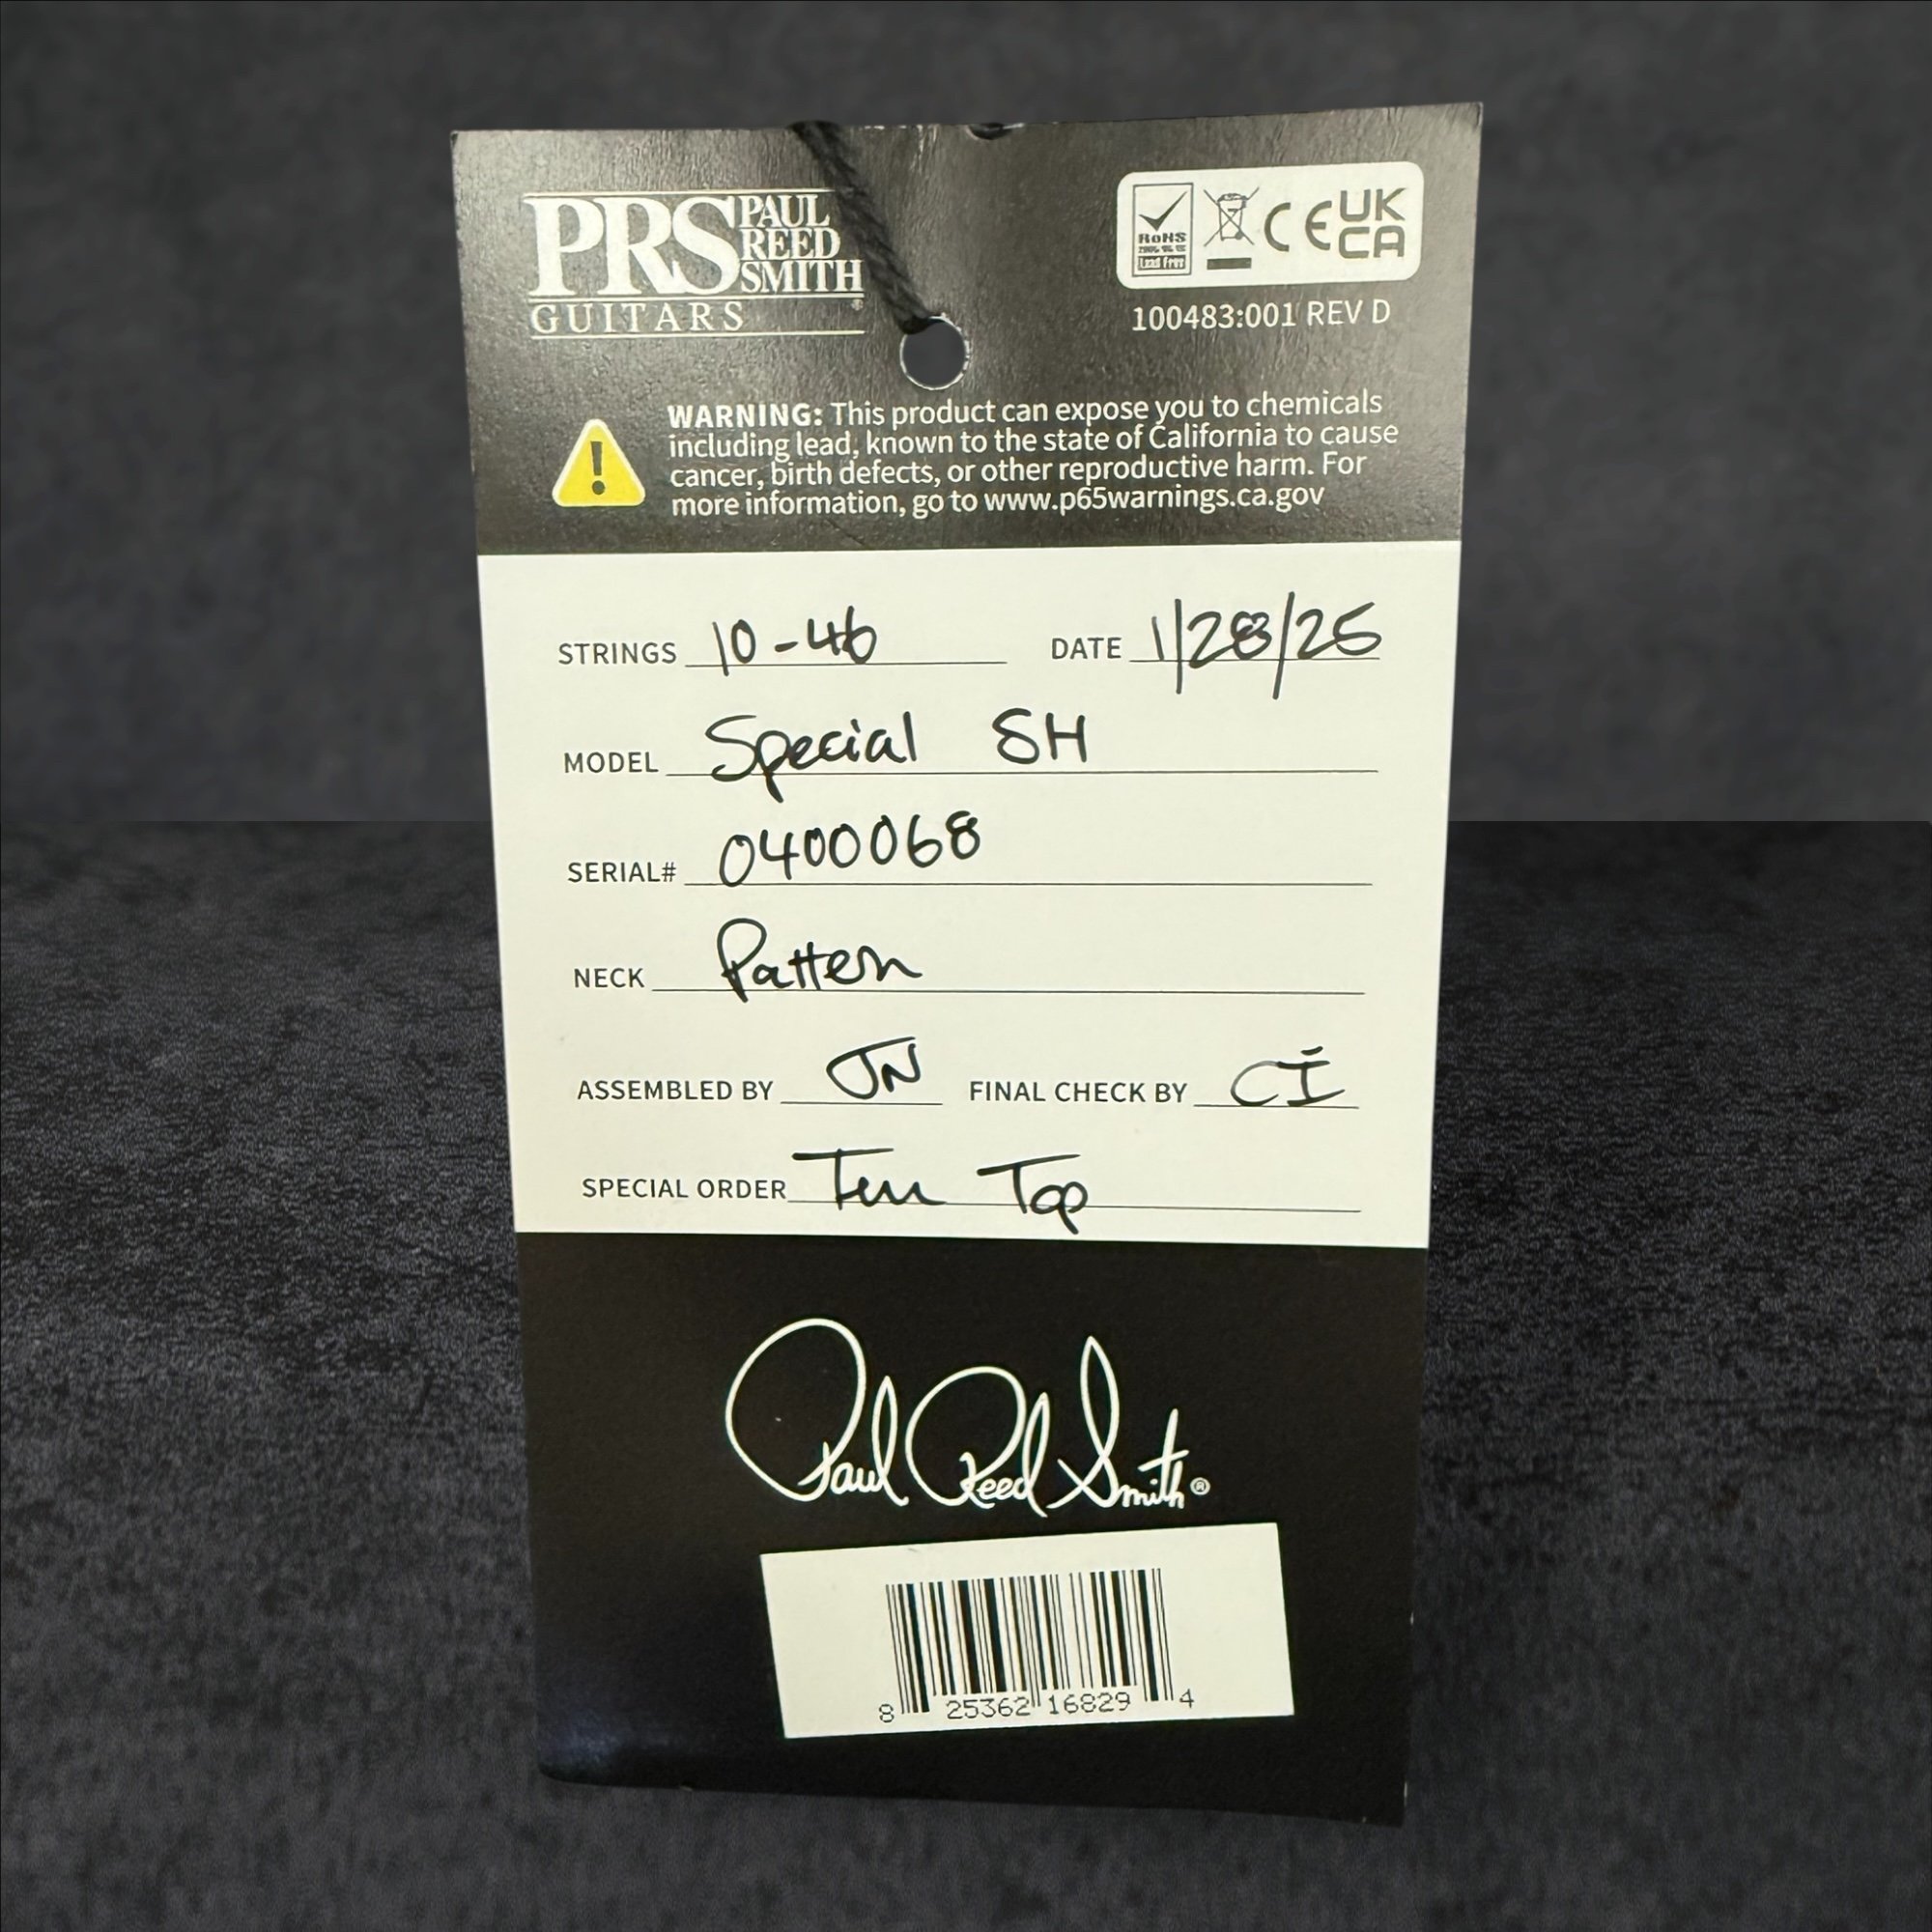 PRS PAUL REED SMITH
GUITARS ®
RoHS
Lead Free
CE UK CA
100483:001 REV D
WARNING: This product can expose you to chemicals
including lead, known to the state of California to cause
cancer, birth defects, or other reproductive harm. For
more information, go to www.p65warnings.ca.gov
STRINGS 10-46 DATE 1/28/25
MODEL Special SH
SERIAL# 0400068
NECK Pattern
ASSEMBLED BY JN FINAL CHECK BY CI
SPECIAL ORDER Ten Top
Paul Reed Smith ®
8 25362 16829 4